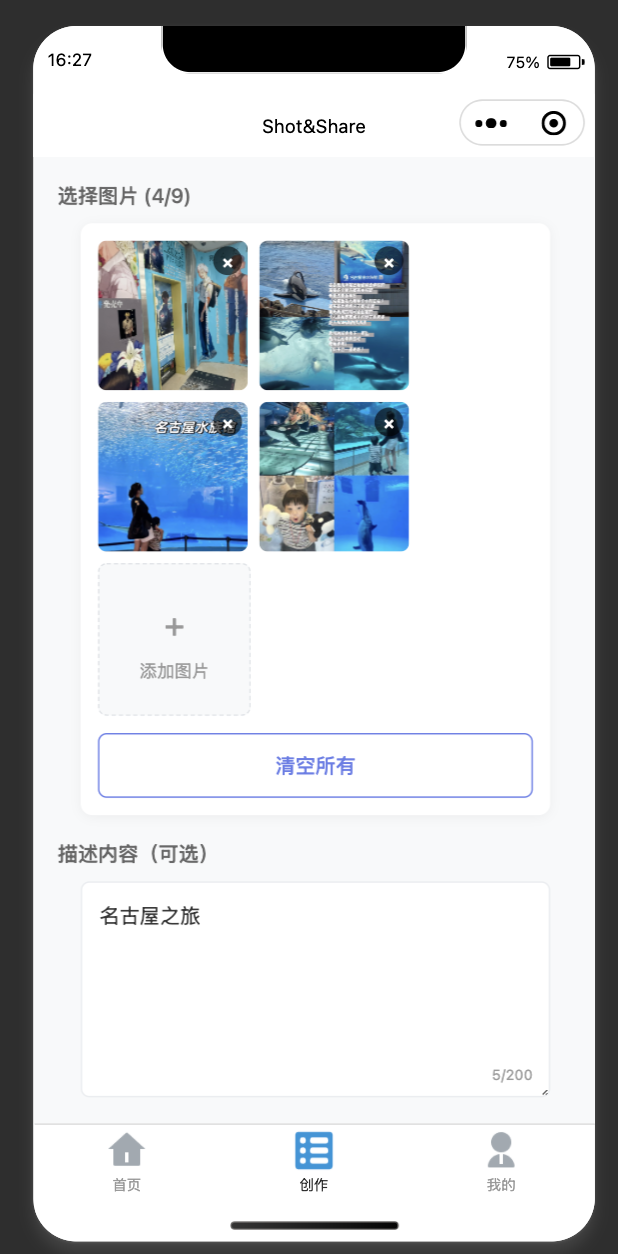 16:27
75%
Shot&Share
选择图片 (4/9)
名古屋水族馆
+
添加图片
清空所有
描述内容（可选）
名古屋之旅
5/200
首页
创作
我的